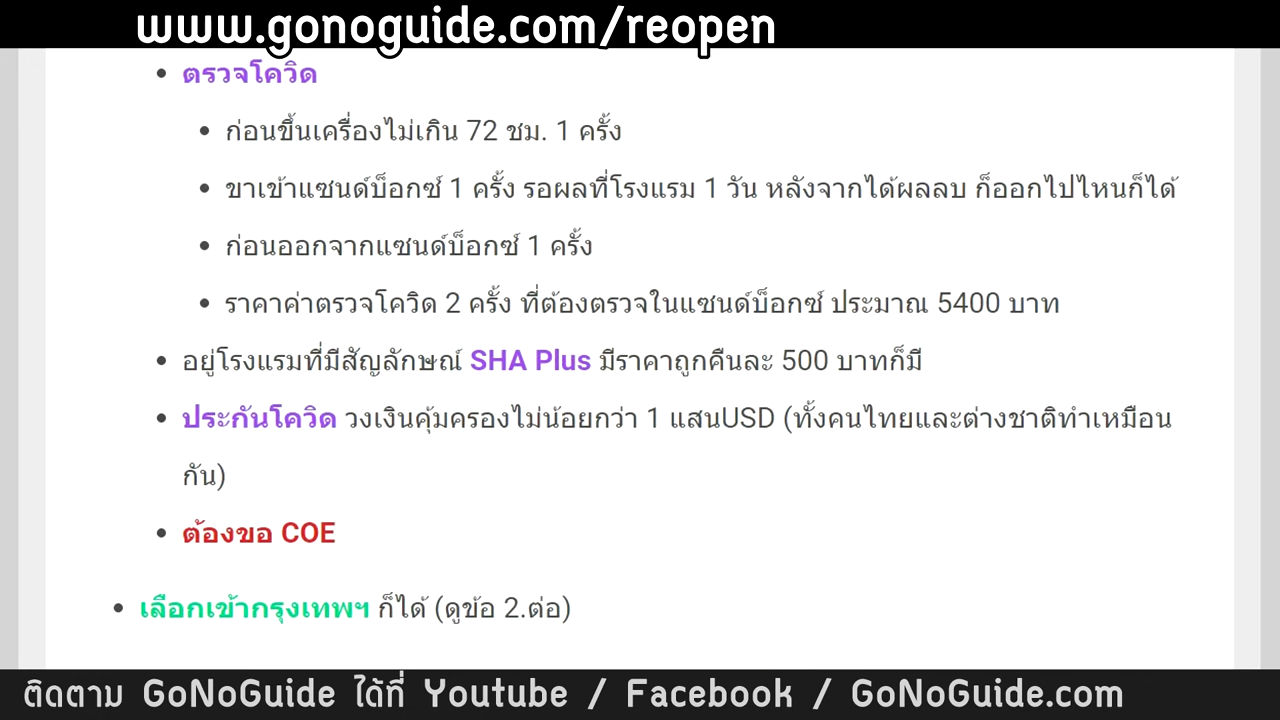 www.gonoguide.com/reopen
• ตรวจโควิด
• ก่อนขึ้นเครื่องไม่เกิน 72 ชม. 1 ครั้ง
• ขาเข้าแซนด์บ็อกซ์ 1 ครั้ง รอผลที่โรงแรม 1 วัน หลังจากได้ผลลบ ก็ออกไปไหนก็ได้
• ก่อนออกจากแซนด์บ็อกซ์ 1 ครั้ง
• ราคาค่าตรวจโควิด 2 ครั้ง ที่ต้องตรวจในแซนด์บ็อกซ์ ประมาณ 5400 บาท
• อยู่โรงแรมที่มีสัญลักษณ์ SHA Plus มีราคาถูกคืนละ 500 บาทก็มี
• ประกันโควิด วงเงินคุ้มครองไม่น้อยกว่า 1 แสนUSD (ทั้งคนไทยและต่างชาติทำเหมือน
กัน)
• ต้องขอ COE
• เลือกเข้ากรุงเทพฯ ก็ได้ (ดูข้อ 2.ต่อ)
ติดตาม GoNoGuide ได้ที่ Youtube / Facebook / GoNoGuide.com